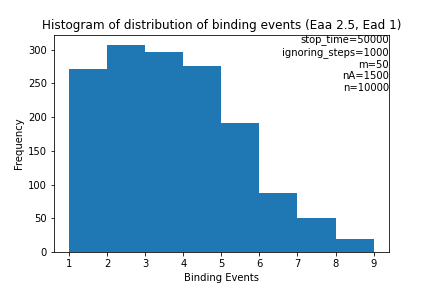 Histogram of distribution of binding events (Eaa 2.5, Ead 1)
stop_time=50000
ignoring_steps=1000
m=50
nA=1500
n=10000
Frequency
300
250
200
150
100
50
0
1 2 3 4 5 6 7 8 9
Binding Events